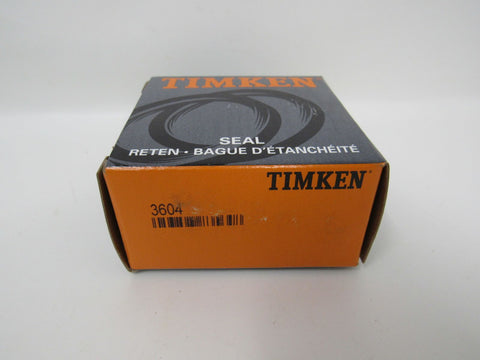 TIMKEN
SEAL
RETEN • BAGUE D'ÉTANCHÉITÉ
TIMKEN
3604